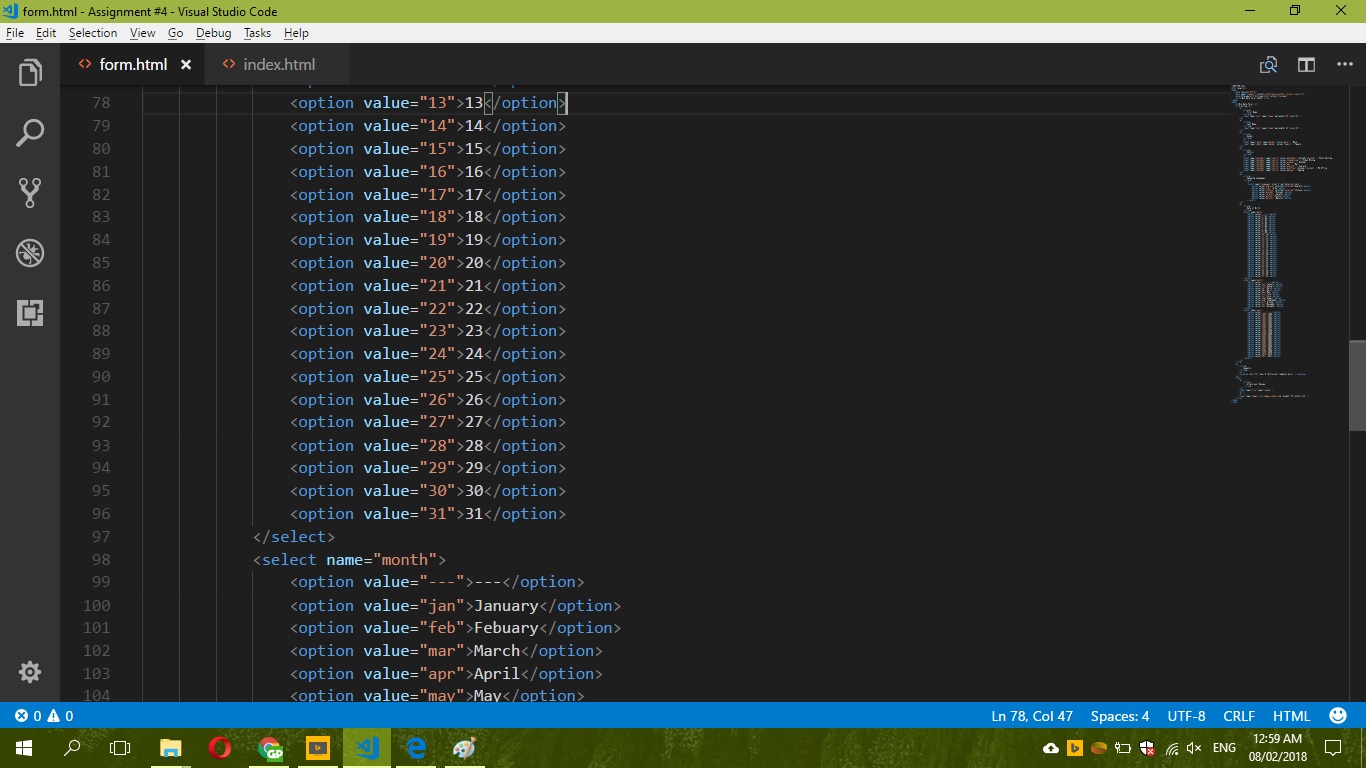 form.html - Assignment #4 - Visual Studio Code
File Edit Selection View Go Debug Tasks Help
<> form.html × <> index.html
78 <option value="13">13</option>
79 <option value="14">14</option>
80 <option value="15">15</option>
81 <option value="16">16</option>
82 <option value="17">17</option>
83 <option value="18">18</option>
84 <option value="19">19</option>
85 <option value="20">20</option>
86 <option value="21">21</option>
87 <option value="22">22</option>
88 <option value="23">23</option>
89 <option value="24">24</option>
90 <option value="25">25</option>
91 <option value="26">26</option>
92 <option value="27">27</option>
93 <option value="28">28</option>
94 <option value="29">29</option>
95 <option value="30">30</option>
96 <option value="31">31</option>
97 </select>
98 <select name="month">
99 <option value="---">---</option>
100 <option value="jan">January</option>
101 <option value="feb">Febuary</option>
102 <option value="mar">March</option>
103 <option value="apr">April</option>
104 <option value="may">May</option>
0 0 Ln 78, Col 47 Spaces: 4 UTF-8 CRLF HTML
GP b b ENG 12:59 AM
08/02/2018